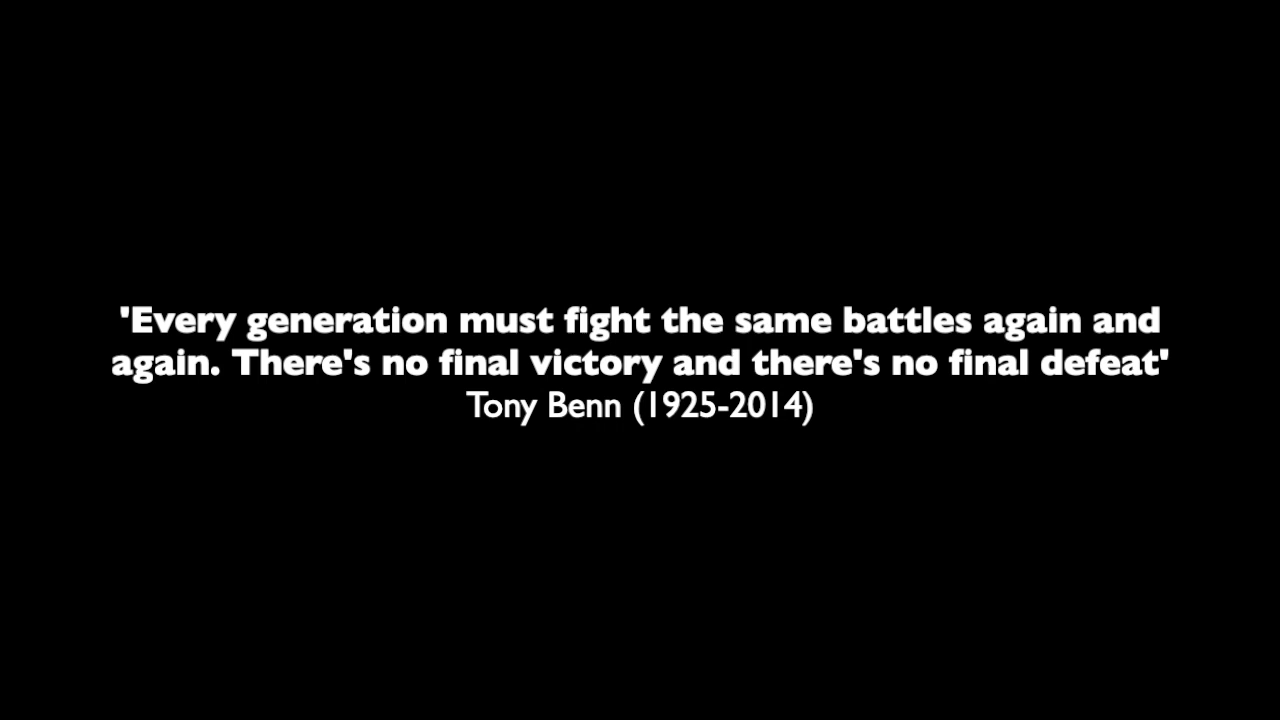 'Every generation must fight the same battles again and
again. There's no final victory and there's no final defeat'
Tony Benn (1925-2014)